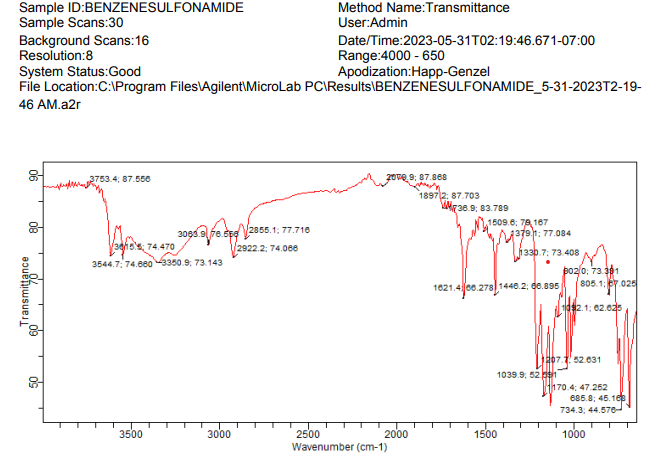 Sample ID:BENZENESULFONAMIDE Method Name:Transmittance
Sample Scans:30 User:Admin
Background Scans:16 Date/Time:2023-05-31T02:19:46.671-07:00
Resolution:8 Range:4000 - 650
System Status:Good Apodization:Happ-Genzel
File Location:C:\Program Files\Agilent\MicroLab PC\Results\BENZENESULFONAMIDE_5-31-2023T2-19-
46 AM.a2r
90
80
70
60
50
Transmittance
3753.4; 87.556
2079.9; 87.868
1897.2; 87.703
1736.9; 83.789
1509.6; 79.167
1379.1; 77.084
3063.9; 76.556
2855.1; 77.716
3615.5; 74.470
2922.2; 74.066
1330.7; 73.408
3544.7; 74.660
3350.9; 73.143
902.0; 73.391
1621.4; 66.278
1446.2; 66.895
805.1; 67.025
1092.1; 62.625
1207.7; 52.631
1039.9; 52.691
1170.4; 47.252
685.8; 45.168
734.3; 44.576
3500 3000 2500 2000 1500 1000
Wavenumber (cm-1)